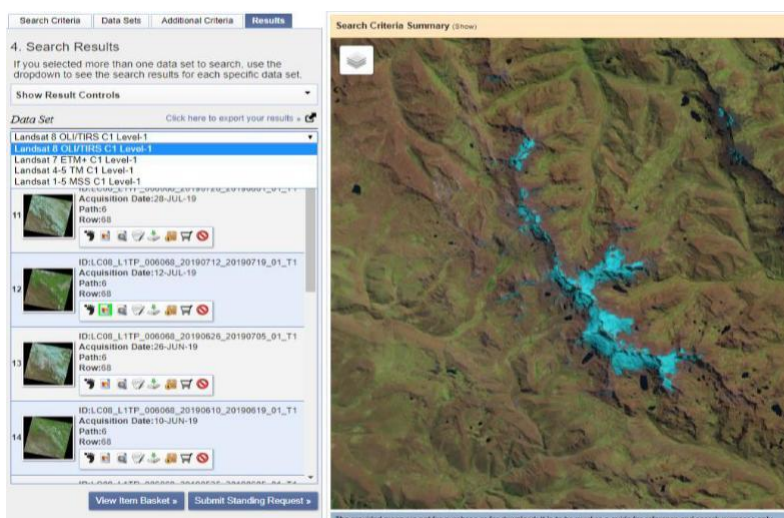 Search Criteria
Data Sets
Additional Criteria
Results
4. Search Results
If you selected more than one data set to search, use the
dropdown to see the search results for each specific data set.
Show Result Controls
Data Set
Click here to export your results »
Landsat 8 OLI/TIRS C1 Level-1
Landsat 8 OLI/TIRS C1 Level-1
Landsat 7 ETM+ C1 Level-1
Landsat 4-5 TM C1 Level-1
Landsat 1-5 MSS C1 Level-1
11
Acquisition Date:28-JUL-19
Path:6
Row:68
12
ID:LC08_L1TP_006068_20190712_20190719_01_T1
Acquisition Date:12-JUL-19
Path:6
Row:68
13
ID:LC08_L1TP_006068_20190626_20190705_01_T1
Acquisition Date:26-JUN-19
Path:6
Row:68
14
ID:LC08_L1TP_006068_20190610_20190619_01_T1
Acquisition Date:10-JUN-19
Path:6
Row:68
View Item Basket »
Submit Standing Request »
Search Criteria Summary (Show)